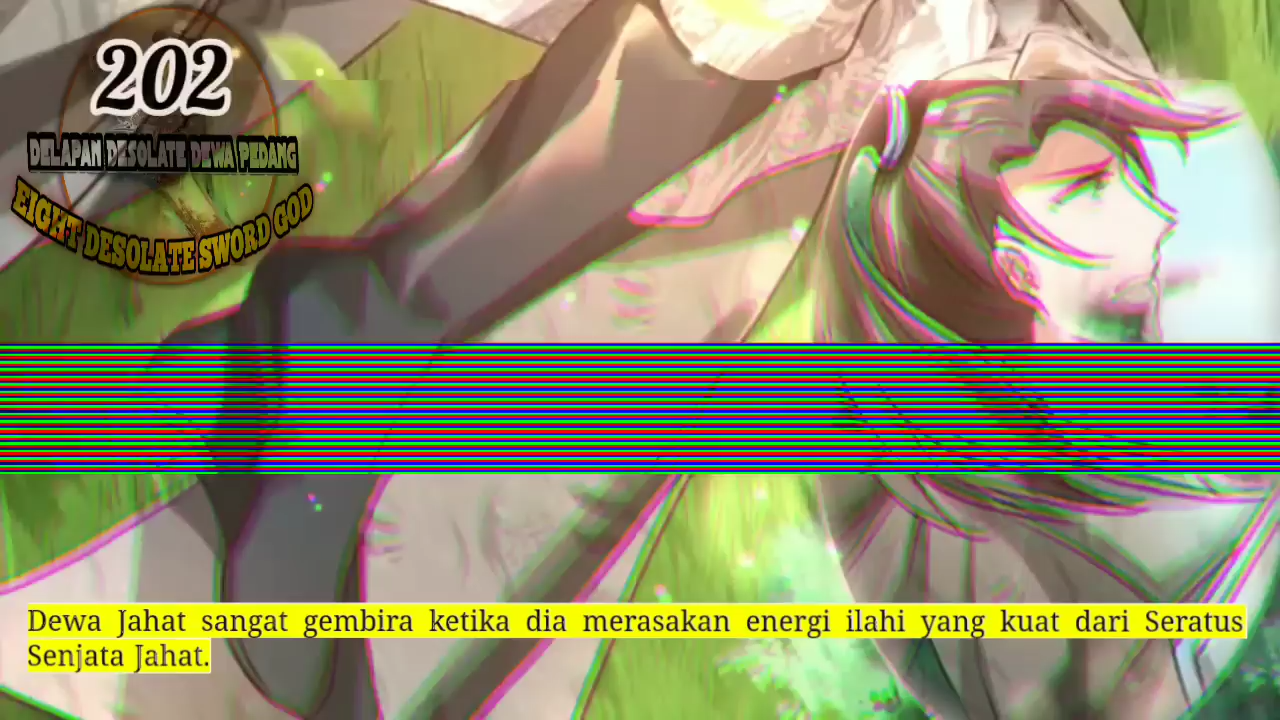 202
DELAPAN DESOLATE DEWA PEDANG
EIGHT DESOLATE SWORD GOD
Dewa Jahat sangat gembira ketika dia merasakan energi ilahi yang kuat dari Seratus
Senjata Jahat.